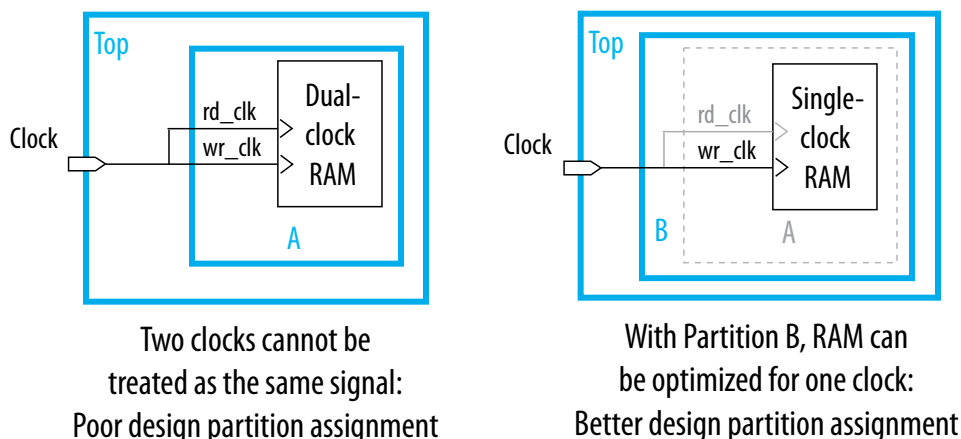 Top
Clock
rd_clk
wr_clk
Dual-
clock
RAM
A
Two clocks cannot be
treated as the same signal:
Poor design partition assignment
Top
Clock
rd_clk
wr_clk
Single-
clock
RAM
B
A
With Partition B, RAM can
be optimized for one clock:
Better design partition assignment